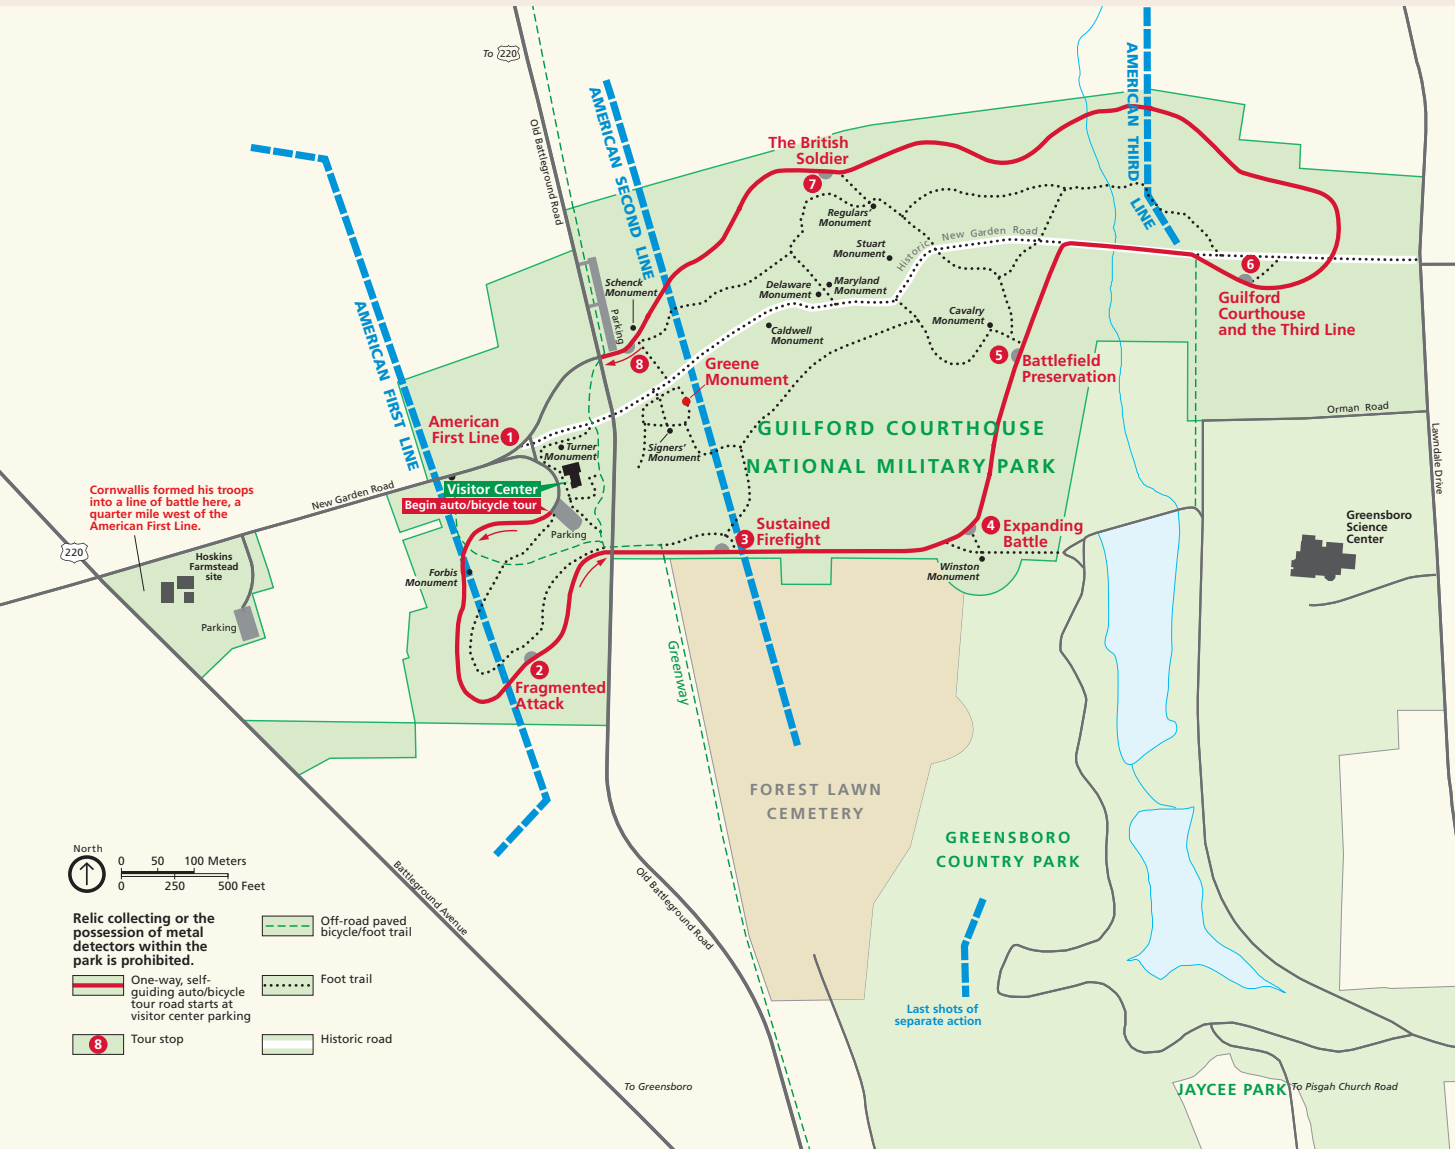 To 220
Old Battleground Road
AMERICAN SECOND LINE
AMERICAN THIRD LINE
The British
Soldier
7
Regulars'
Monument
Stuart
Monument
Historic New Garden Road
6
Guilford
Courthouse
and the Third Line
Schenck
Monument
Parking
Delaware
Monument
Maryland
Monument
Caldwell
Monument
Cavalry
Monument
5
Battlefield
Preservation
8
Greene
Monument
AMERICAN FIRST LINE
American
First Line
1
Turner
Monument
Signers'
Monument
GUILFORD COURTHOUSE
NATIONAL MILITARY PARK
Orman Road
Lawndale Drive
Visitor Center
Begin auto/bicycle tour
Parking
New Garden Road
Cornwallis formed his troops
into a line of battle here, a
quarter mile west of the
American First Line.
220
Hoskins
Farmstead
site
Parking
Forbis
Monument
3
Sustained
Firefight
4
Expanding
Battle
Winston
Monument
Greensboro
Science
Center
2
Fragmented
Attack
Greenway
FOREST LAWN
CEMETERY
GREENSBORO
COUNTRY PARK
Last shots of
separate action
Old Battleground Road
Battleground Avenue
To Greensboro
JAYCEE PARK
To Pisgah Church Road
North
0 50 100 Meters
0 250 500 Feet
Relic collecting or the
possession of metal
detectors within the
park is prohibited.
One-way, self-
guiding auto/bicycle
tour road starts at
visitor center parking
8
Tour stop
Off-road paved
bicycle/foot trail
Foot trail
Historic road